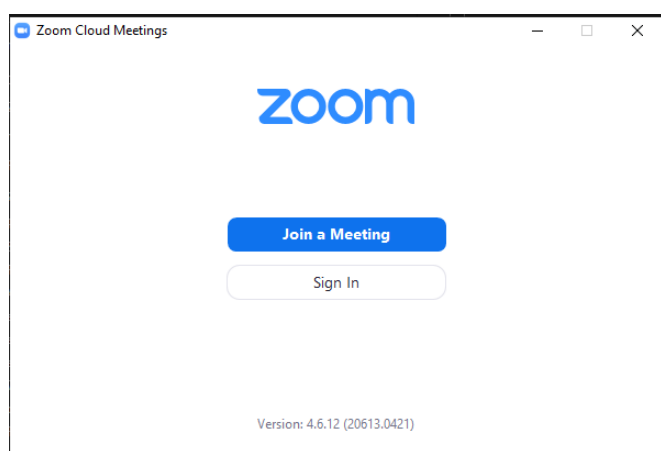 Zoom Cloud Meetings
zoom
Join a Meeting
Sign In
Version: 4.6.12 (20613.0421)